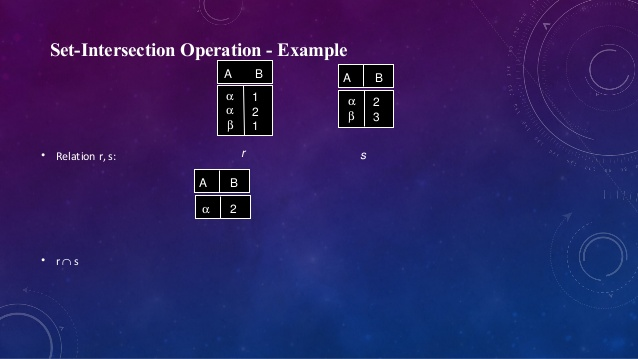 Set-Intersection Operation - Example
A B
α 1
α 2
β 1
A B
α 2
β 3
• Relation r, s:
r
s
A B
α 2
• r ∩ s